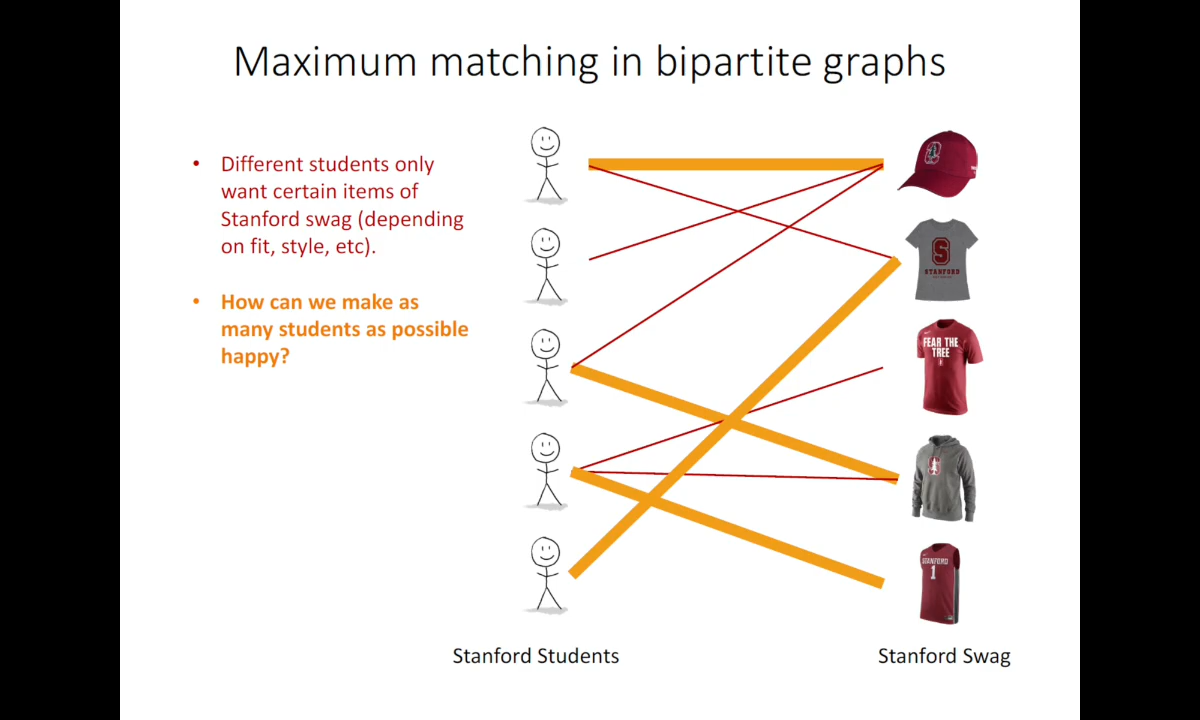 Maximum matching in bipartite graphs
• Different students only
want certain items of
Stanford swag (depending
on fit, style, etc).
• How can we make as
many students as possible
happy?
S
STANFORD
FEAR THE
TREE
STANFORD
1
Stanford Students
Stanford Swag